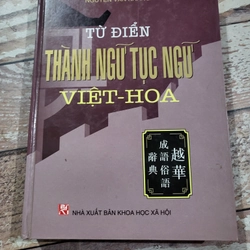 TỪ ĐIỂN
THÀNH NGỮ TỤC NGỮ
VIỆT-HOA
越華
成語俗語
辭典
NHÀ XUẤT BẢN KHOA HỌC XÃ HỘI